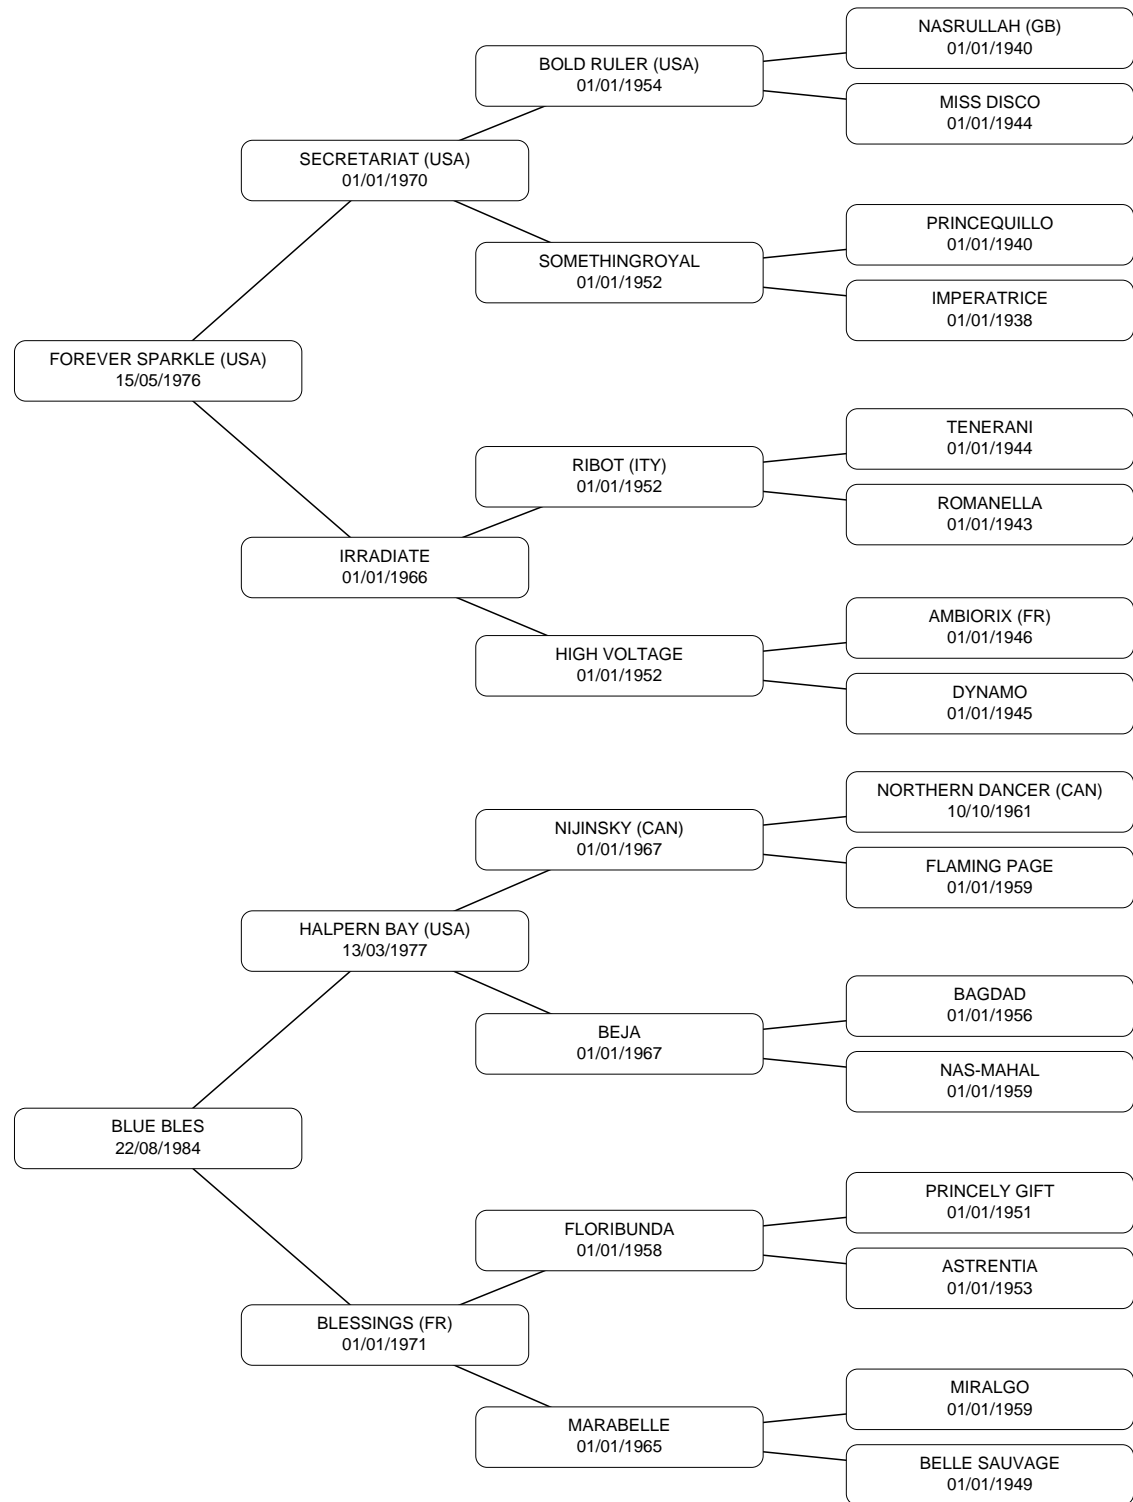 NASRULLAH (GB)
01/01/1940
BOLD RULER (USA)
01/01/1954
MISS DISCO
01/01/1944
SECRETARIAT (USA)
01/01/1970
PRINCEQUILLO
01/01/1940
SOMETHINGROYAL
01/01/1952
IMPERATRICE
01/01/1938
FOREVER SPARKLE (USA)
15/05/1976
TENERANI
01/01/1944
RIBOT (ITY)
01/01/1952
ROMANELLA
01/01/1943
IRRADIATE
01/01/1966
AMBIORIX (FR)
01/01/1946
HIGH VOLTAGE
01/01/1952
DYNAMO
01/01/1945
NORTHERN DANCER (CAN)
10/10/1961
NIJINSKY (CAN)
01/01/1967
FLAMING PAGE
01/01/1959
HALPERN BAY (USA)
13/03/1977
BAGDAD
01/01/1956
BEJA
01/01/1967
NAS-MAHAL
01/01/1959
BLUE BLES
22/08/1984
PRINCELY GIFT
01/01/1951
FLORIBUNDA
01/01/1958
ASTRENTIA
01/01/1953
BLESSINGS (FR)
01/01/1971
MIRALGO
01/01/1959
MARABELLE
01/01/1965
BELLE SAUVAGE
01/01/1949